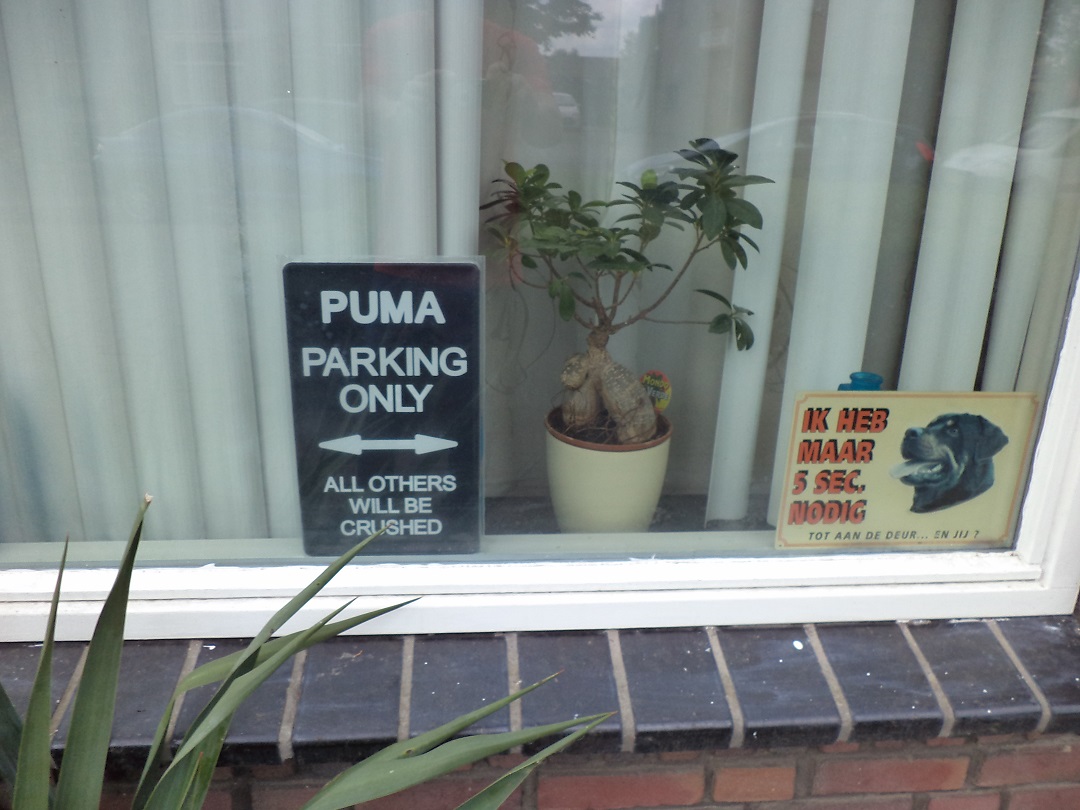 PUMA
PARKING
ONLY
ALL OTHERS
WILL BE
CRUSHED
IK HEB
MAAR
5 SEC.
NODIG
TOT AAN DE DEUR... EN JIJ ?